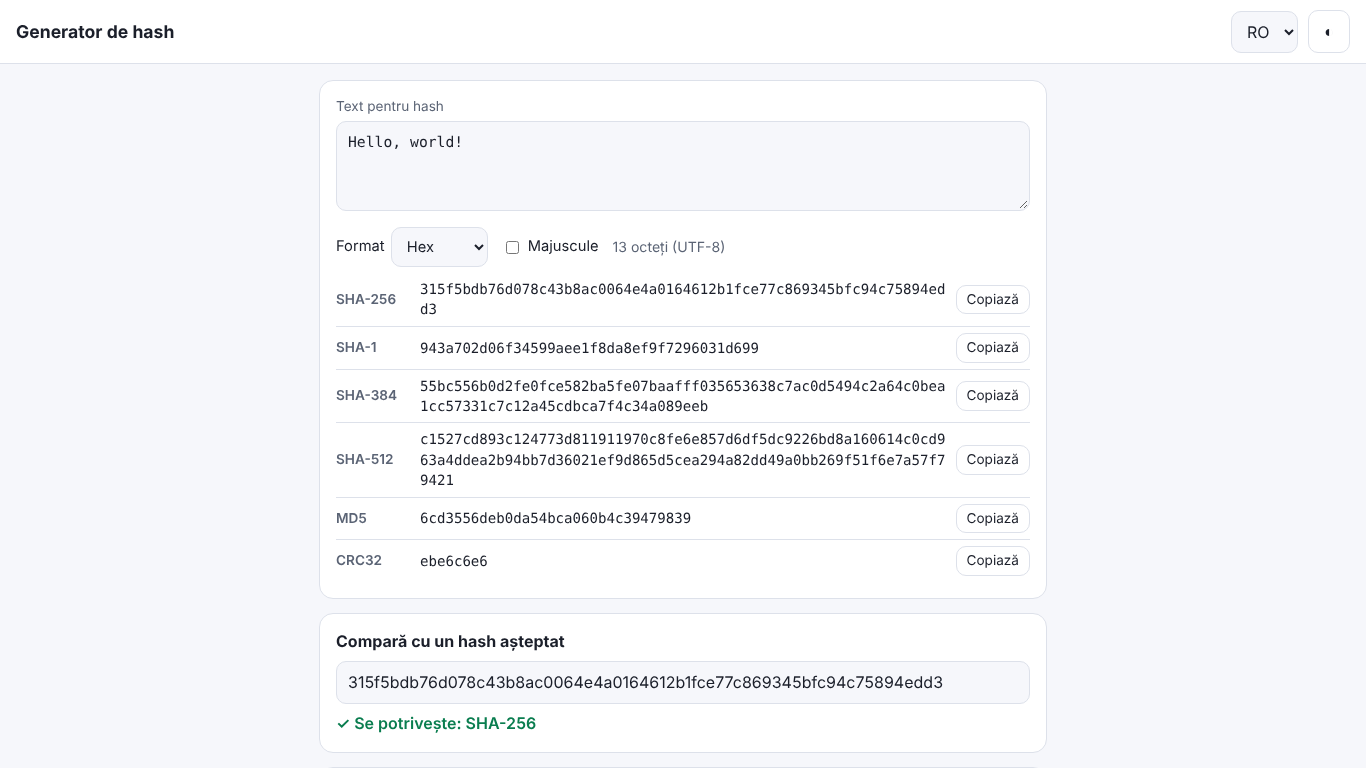 Generator de hash
RO
Text pentru hash
Hello, world!
Format
Hex
Majuscule
13 octeți (UTF-8)
SHA-256
315f5bdb76d078c43b8ac0064e4a0164612b1fce77c869345bfc94c75894ed
d3
Copiază
SHA-1
943a702d06f34599aee1f8da8ef9f7296031d699
Copiază
SHA-384
55bc556b0d2fe0fce582ba5fe07baafff035653638c7ac0d5494c2a64c0bea
1cc57331c7c12a45cdbca7f4c34a089eeb
Copiază
SHA-512
c1527cd893c124773d811911970c8fe6e857d6df5dc9226bd8a160614c0cd9
63a4ddea2b94bb7d36021ef9d865d5cea294a82dd49a0bb269f51f6e7a57f7
9421
Copiază
MD5
6cd3556deb0da54bca060b4c39479839
Copiază
CRC32
ebe6c6e6
Copiază
Compară cu un hash așteptat
315f5bdb76d078c43b8ac0064e4a0164612b1fce77c869345bfc94c75894edd3
✓ Se potrivește: SHA-256